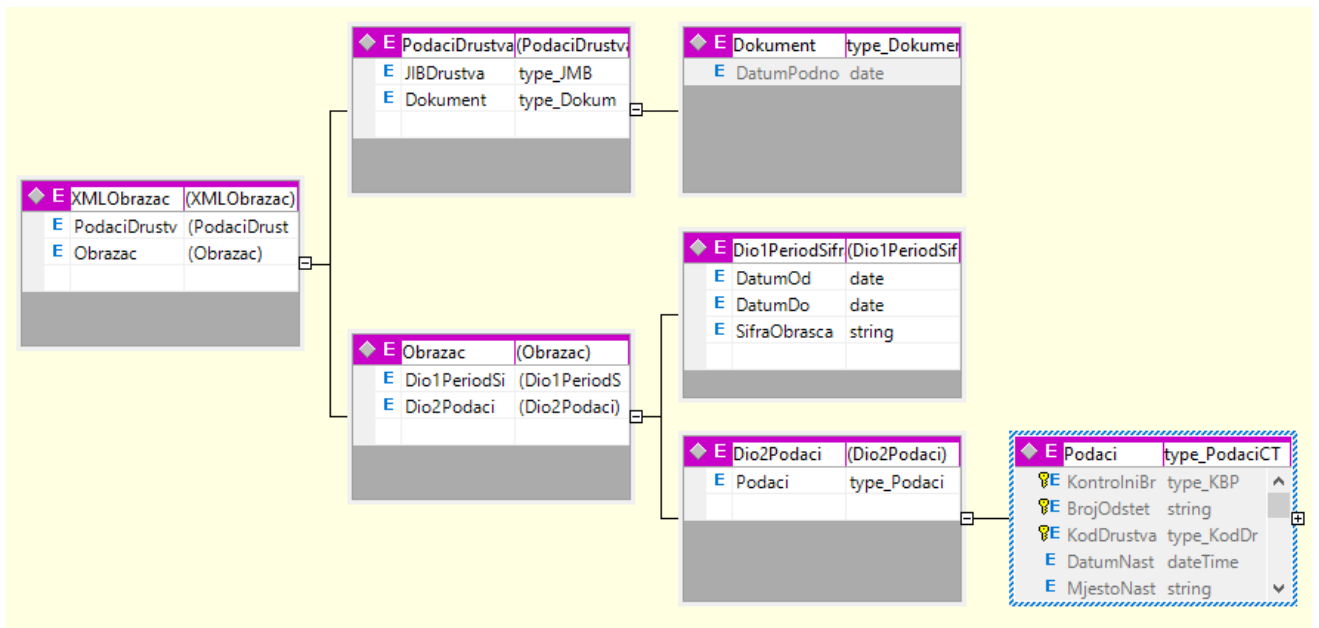 E XMLObrazac (XMLObrazac)
E PodaciDrustv (PodaciDrust
E Obrazac (Obrazac)
E PodaciDrustva (PodaciDrustva
E JIBDrustva type_JMB
E Dokument type_Dokum
E Dokument type_Dokumen
E DatumPodno date
E Obrazac (Obrazac)
E Dio1PeriodSi (Dio1PeriodS
E Dio2Podaci (Dio2Podaci)
E Dio1PeriodSifr (Dio1PeriodSif
E DatumOd date
E DatumDo date
E SifraObrasca string
E Dio2Podaci (Dio2Podaci)
E Podaci type_Podaci
E Podaci type_PodaciCT
E KontrolniBr type_KBP
E BrojOdstet string
E KodDrustva type_KodDr
E DatumNast dateTime
E MjestoNast string